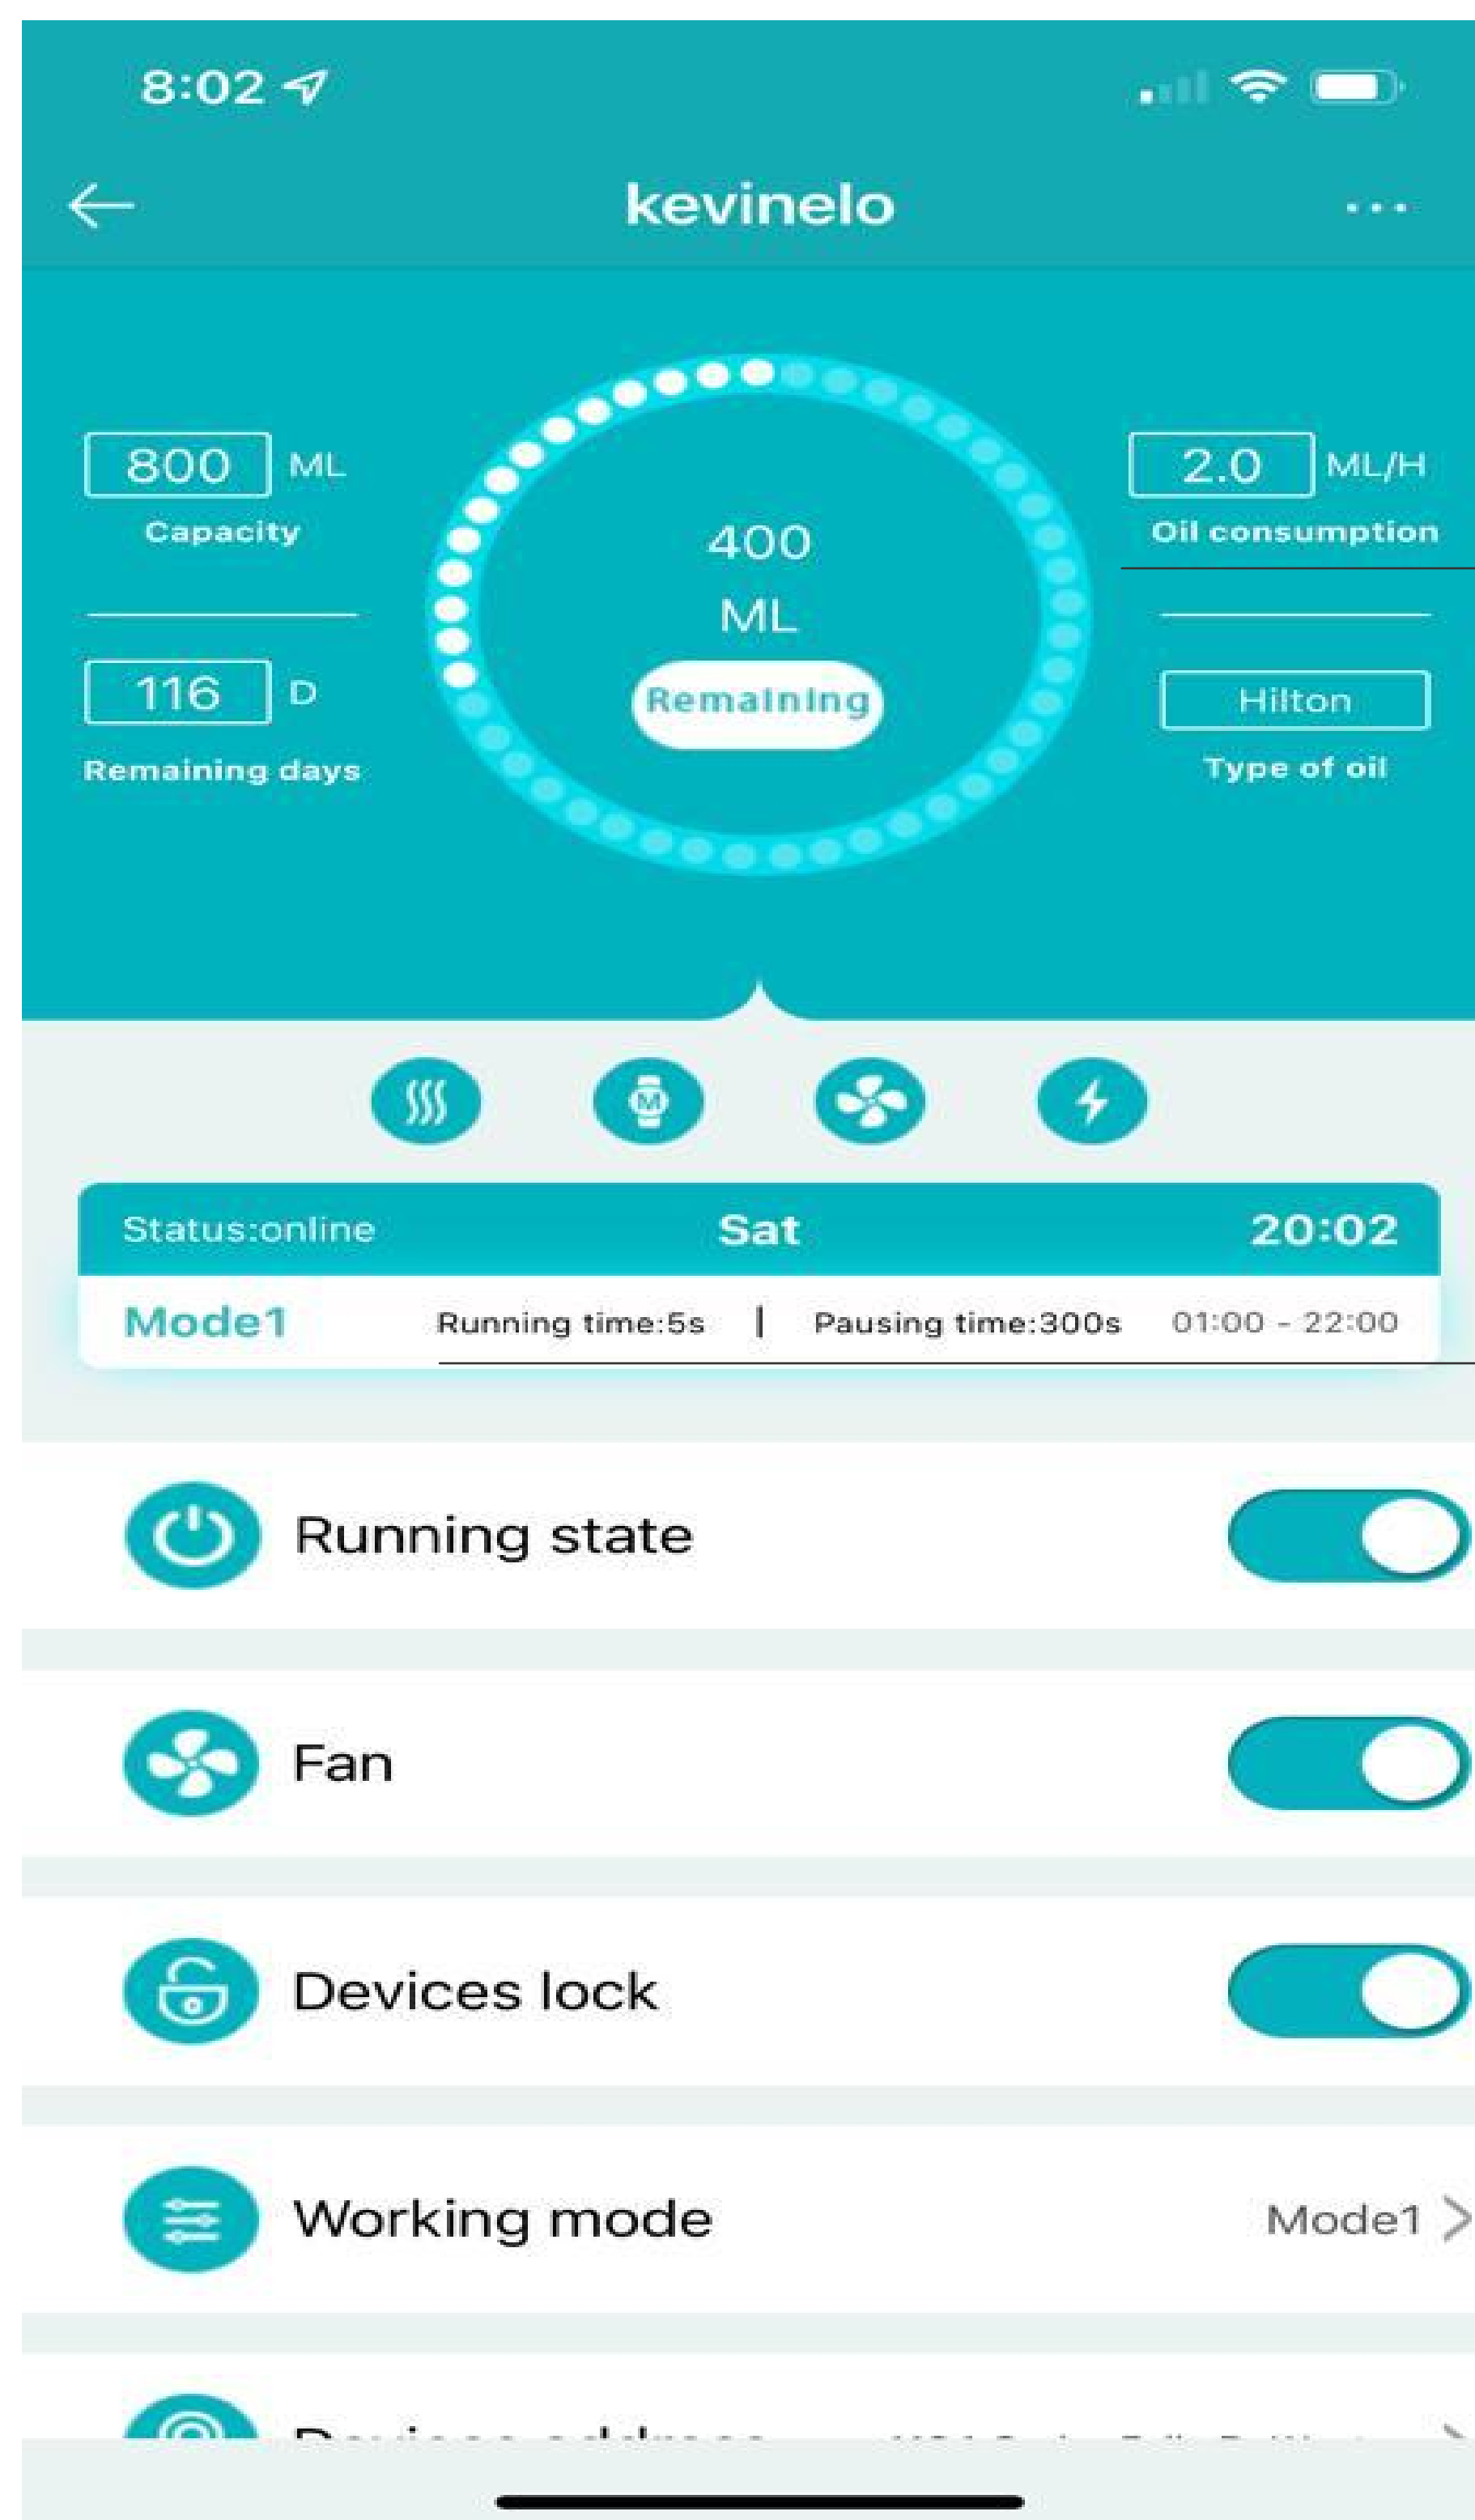 8:02
kevinelo
800 ML
Capacity
2.0 ML/H
Oil consumption
400
ML
Remaining
116 D
Remaining days
Hilton
Type of oil
M
Status:online Sat 20:02
Mode1 Running time:5s | Pausing time:300s 01:00 - 22:00
Running state
Fan
Devices lock
Working mode Mode1
Devices address